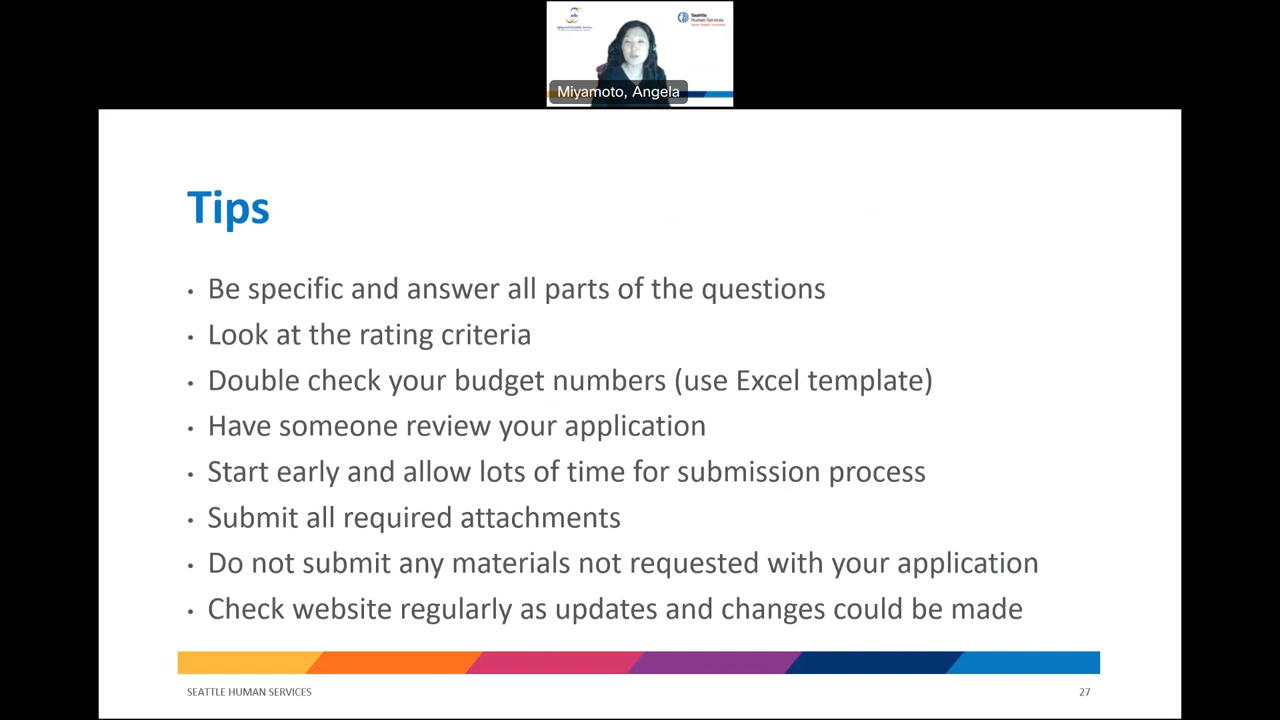 Seattle
Human Services
Miyamoto, Angela
Tips
• Be specific and answer all parts of the questions
• Look at the rating criteria
• Double check your budget numbers (use Excel template)
• Have someone review your application
• Start early and allow lots of time for submission process
• Submit all required attachments
• Do not submit any materials not requested with your application
• Check website regularly as updates and changes could be made
SEATTLE HUMAN SERVICES
27